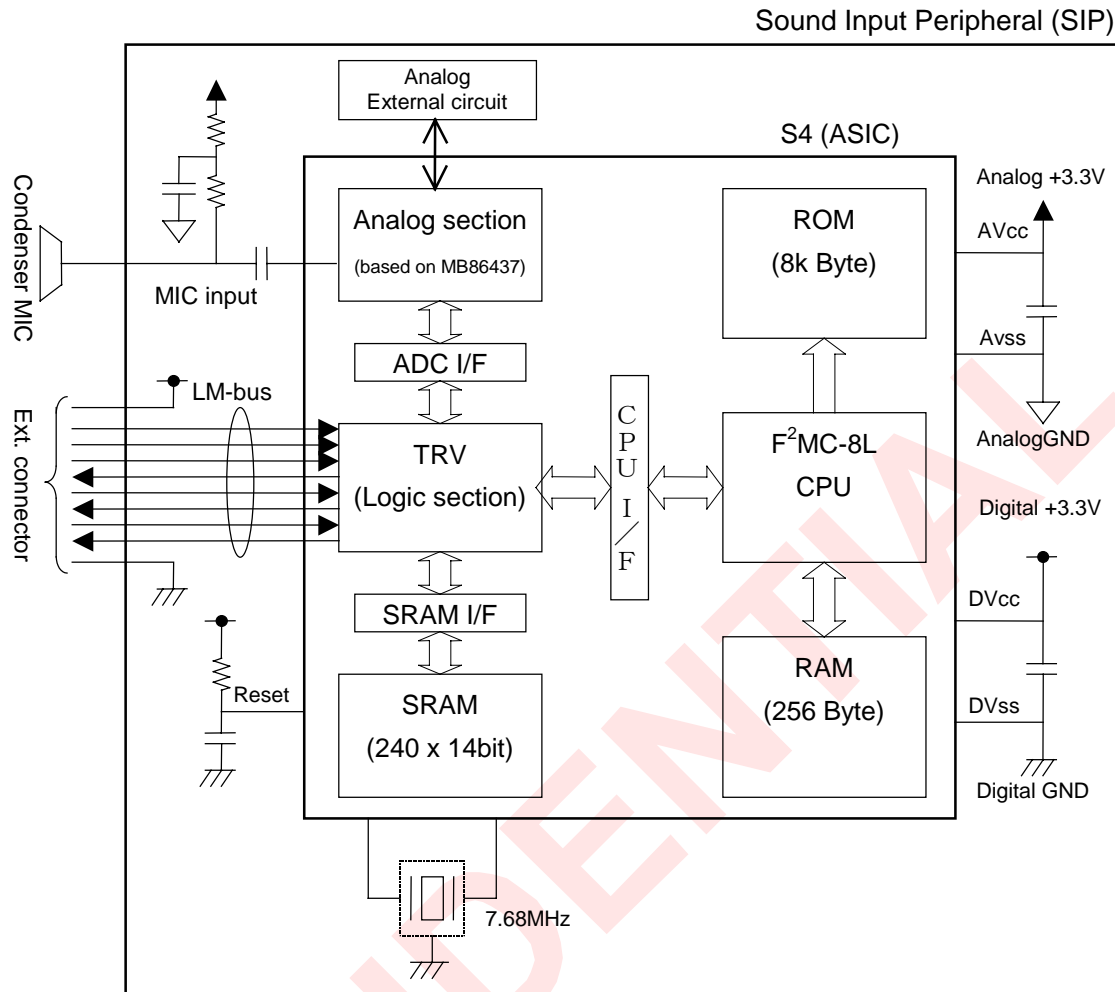 Sound Input Peripheral (SIP)
Analog
External circuit
S4 (ASIC)
Condenser MIC
MIC input
Analog section
(based on MB86437)
ROM
(8k Byte)
Analog +3.3V
AVcc
Avss
AnalogGND
ADC I/F
LM-bus
Ext. connector
TRV
(Logic section)
CPU I/F
F²MC-8L
CPU
Digital +3.3V
DVcc
DVss
Digital GND
SRAM I/F
Reset
SRAM
(240 x 14bit)
RAM
(256 Byte)
7.68MHz
IDENTIAL